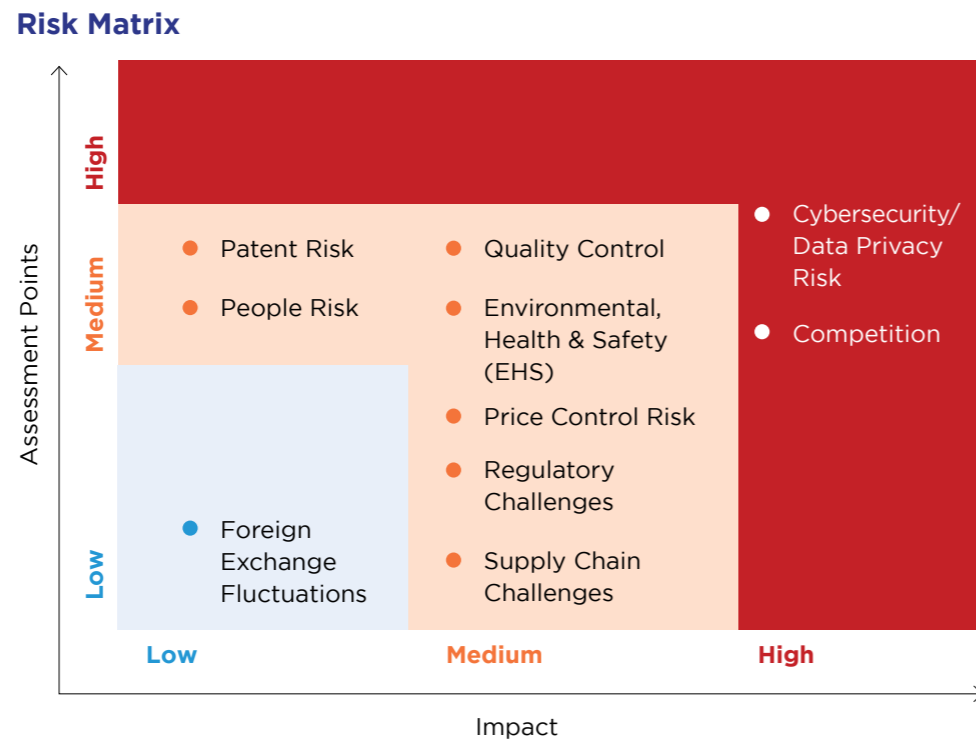 Risk Matrix
Assessment Points
High
Medium
Low
Patent Risk
People Risk
Foreign
Exchange
Fluctuations
Quality Control
Environmental,
Health & Safety
(EHS)
Price Control Risk
Regulatory
Challenges
Supply Chain
Challenges
Cybersecurity/
Data Privacy
Risk
Competition
Low
Medium
High
Impact